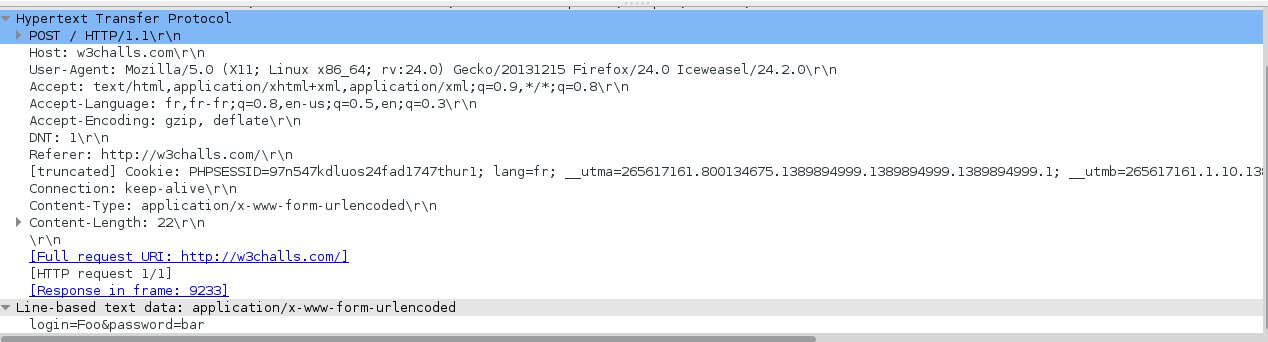 Hypertext Transfer Protocol
POST / HTTP/1.1\r\n
Host: w3challs.com\r\n
User-Agent: Mozilla/5.0 (X11; Linux x86_64; rv:24.0) Gecko/20131215 Firefox/24.0 Iceweasel/24.2.0\r\n
Accept: text/html,application/xhtml+xml,application/xml;q=0.9,*/*;q=0.8\r\n
Accept-Language: fr,fr-fr;q=0.8,en-us;q=0.5,en;q=0.3\r\n
Accept-Encoding: gzip, deflate\r\n
DNT: 1\r\n
Referer: http://w3challs.com/\r\n
[truncated] Cookie: PHPSESSID=97n547kdluos24fad1747thur1; lang=fr; __utma=265617161.800134675.1389894999.1389894999.1389894999.1; __utmb=265617161.1.10.138
Connection: keep-alive\r\n
Content-Type: application/x-www-form-urlencoded\r\n
Content-Length: 22\r\n
\r\n
[Full request URI: http://w3challs.com/]
[HTTP request 1/1]
[Response in frame: 9233]
Line-based text data: application/x-www-form-urlencoded
login=Foo&password=bar